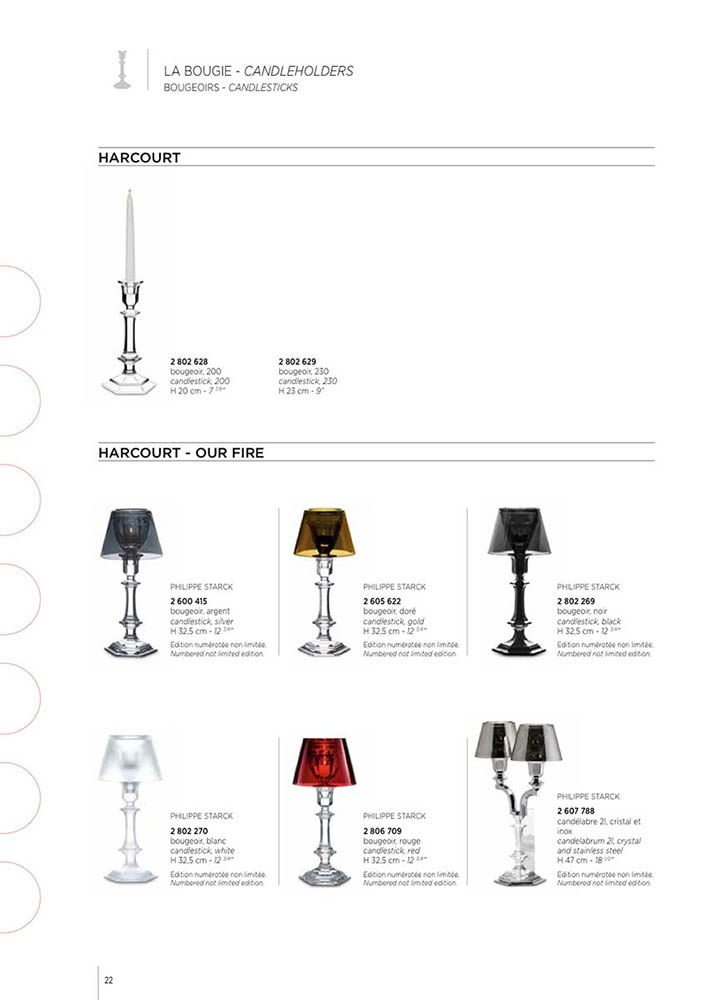 LA BOUGIE - CANDLEHOLDERS
BOUGEOIRS - CANDLESTICKS
HARCOURT
2 802 628
bougeoir, 200
candlestick, 200
H 20 cm - 7 7/8"
2 802 629
bougeoir, 230
candlestick, 230
H 23 cm - 9"
HARCOURT - OUR FIRE
PHILIPPE STARCK
2 600 415
bougeoir, argent
candlestick, silver
H 32,5 cm - 12 3/4"
Edition numérotée non limitée.
Numbered not limited edition.
PHILIPPE STARCK
2 605 622
bougeoir, doré
candlestick, gold
H 32,5 cm - 12 3/4"
Edition numérotée non limitée.
Numbered not limited edition.
PHILIPPE STARCK
2 802 269
bougeoir, noir
candlestick, black
H 32,5 cm - 12 3/4"
Edition numérotée non limitée.
Numbered not limited edition.
PHILIPPE STARCK
2 802 270
bougeoir, blanc
candlestick, white
H 32,5 cm - 12 3/4"
Edition numérotée non limitée.
Numbered not limited edition.
PHILIPPE STARCK
2 806 709
bougeoir, rouge
candlestick, red
H 32,5 cm - 12 3/4"
Edition numérotée non limitée.
Numbered not limited edition.
PHILIPPE STARCK
2 607 788
candélabre 2l, cristal et
inox
candelabrum 2l, crystal
and stainless steel
H 47 cm - 18 1/2"
Edition numérotée non limitée.
Numbered not limited edition.
22